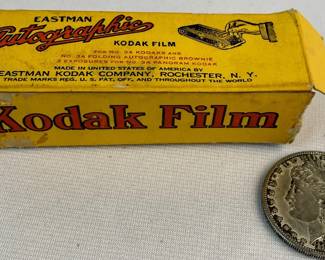 EASTMAN
Autographic
KODAK FILM
FOR NO. 3A KODAKS AND
NO. 3A FOLDING AUTOGRAPHIC BROWNIE
3 EXPOSURES FOR NO. 3A PANORAM KODAK
MADE IN UNITED STATES OF AMERICA BY
EASTMAN KODAK COMPANY, ROCHESTER, N. Y.
TRADE MARKS REG. U. S. PAT. OFF. AND THROUGHOUT THE WORLD
Kodak Film